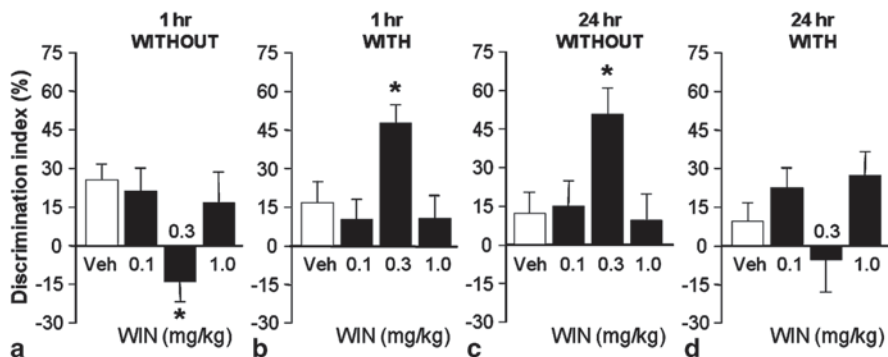 1 hr
WITHOUT
1 hr
WITH
24 hr
WITHOUT
24 hr
WITH
Discrimination index (%)
75
60
45
30
15
0
-15
-30
Veh 0.1 0.3 1.0
*
WIN (mg/kg)
a
75
60
45
30
15
0
-15
-30
*
Veh 0.1 0.3 1.0
WIN (mg/kg)
b
75
60
45
30
15
0
-15
-30
*
Veh 0.1 0.3 1.0
WIN (mg/kg)
c
75
60
45
30
15
0
-15
-30
Veh 0.1 0.3 1.0
WIN (mg/kg)
d